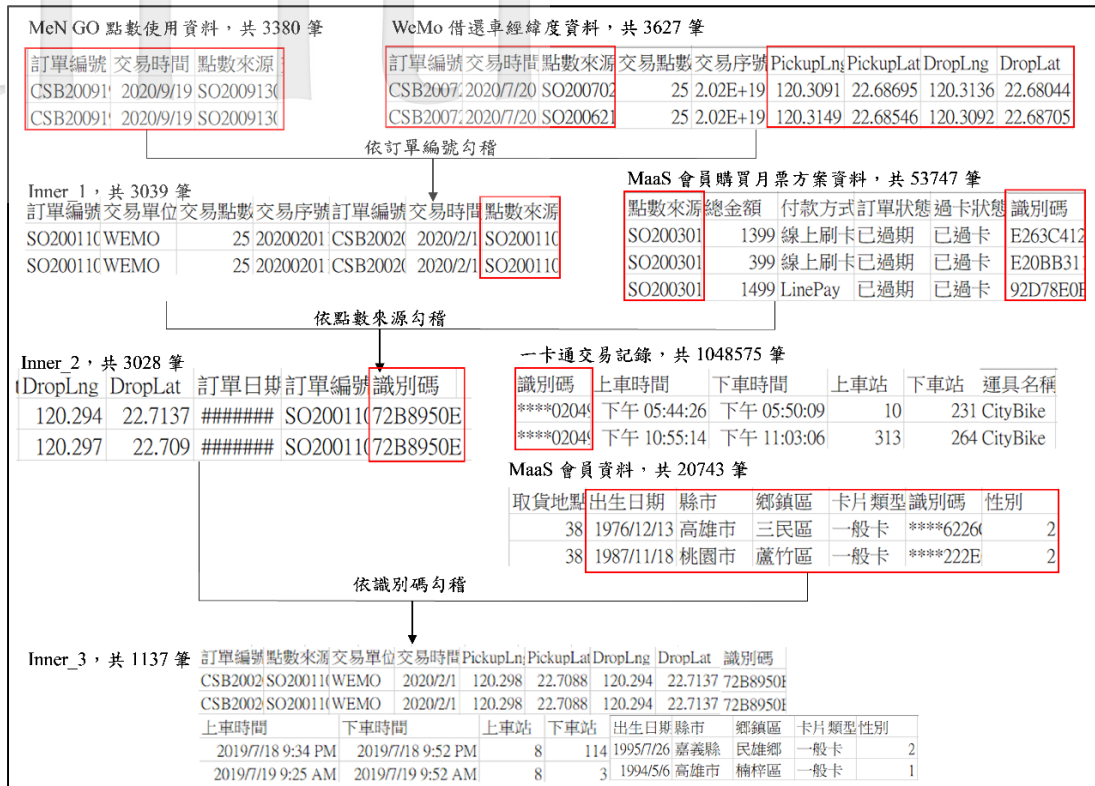 MeN GO 點數使用資料，共 3380 筆
訂單編號 交易時間 點數來源
CSB20091 2020/9/19 SO200913
CSB20091 2020/9/19 SO200913
WeMo 借還車經緯度資料，共 3627 筆
訂單編號 交易時間 點數來源 交易點數 交易序號 PickupLng PickupLat DropLng DropLat
CSB2007 2020/7/20 SO200702 25 2.02E+19 120.3091 22.68695 120.3136 22.68044
CSB2007 2020/7/20 SO200621 25 2.02E+19 120.3149 22.68546 120.3092 22.68705
依訂單編號勾稽
Inner_1，共 3039 筆
訂單編號 交易單位 交易點數 交易序號 訂單編號 交易時間 點數來源
SO200110 WEMO 25 20200201 CSB2020 2020/2/1 SO200110
SO200110 WEMO 25 20200201 CSB2020 2020/2/1 SO200110
MaaS 會員購買月票方案資料，共 53747 筆
點數來源 總金額 付款方式 訂單狀態 過卡狀態 識別碼
SO200301 1399 線上刷卡 已過期 已過卡 E263C412
SO200301 399 線上刷卡 已過期 已過卡 E20BB311
SO200301 1499 LinePay 已過期 已過卡 92D78E0E
依點數來源勾稽
Inner_2，共 3028 筆
DropLng DropLat 訂單日期 訂單編號 識別碼
120.294 22.7137 ####### SO20011 72B8950E
120.297 22.709 ####### SO20011 72B8950E
一卡通交易記錄，共 1048575 筆
識別碼 上車時間 下車時間 上車站 下車站 運具名稱
****0204 下午 05:44:26 下午 05:50:09 10 231 CityBike
****0204 下午 10:55:14 下午 11:03:06 313 264 CityBike
MaaS 會員資料，共 20743 筆
取貨地點 出生日期 縣市 鄉鎮區 卡片類型 識別碼 性別
38 1976/12/13 高雄市 三民區 一般卡 ****6226 2
38 1987/11/18 桃園市 蘆竹區 一般卡 ****222E 2
依識別碼勾稽
Inner_3，共 1137 筆
訂單編號 點數來源 交易單位 交易時間 PickupLn PickupLat DropLng DropLat 識別碼
CSB2002 SO20011 WEMO 2020/2/1 120.298 22.7088 120.294 22.7137 72B8950E
CSB2002 SO20011 WEMO 2020/2/1 120.298 22.7088 120.294 22.7137 72B8950E
上車時間 下車時間 上車站 下車站 出生日期 縣市 鄉鎮區 卡片類型 性別
2019/7/18 9:34 PM 2019/7/18 9:52 PM 8 114 1995/7/26 嘉義縣 民雄鄉 一般卡 2
2019/7/19 9:25 AM 2019/7/19 9:52 AM 8 3 1994/5/6 高雄市 楠梓區 一般卡 1